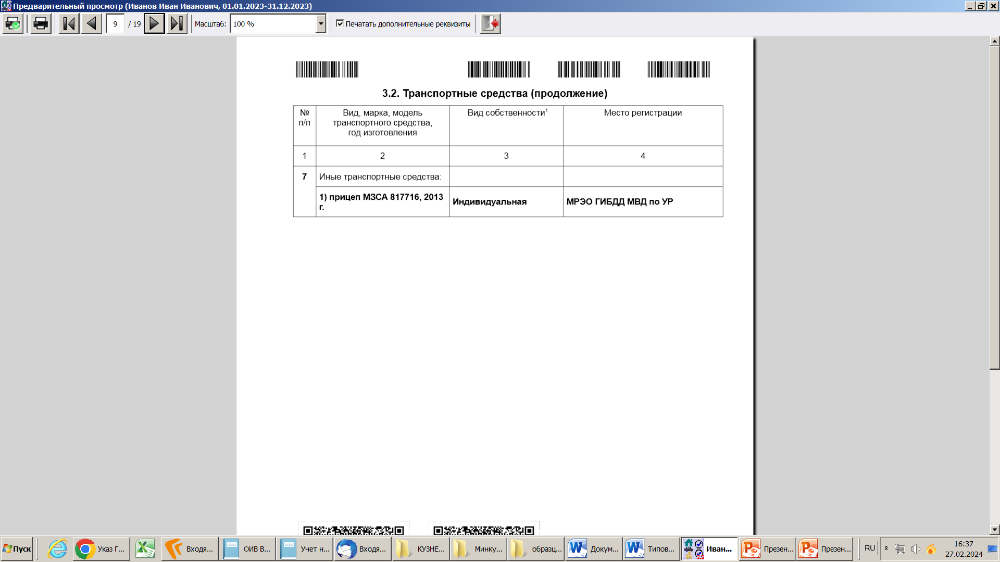 Предварительный просмотр (Иванов Иван Иванович, 01.01.2023-31.12.2023)
9 / 19 Масштаб: 100 % Печатать дополнительные реквизиты
3.2. Транспортные средства (продолжение)
№ п/п
Вид, марка, модель
транспортного средства,
год изготовления
Вид собственности1
Место регистрации
1 2 3 4
7 Иные транспортные средства:
1) прицеп МЗСА 817716, 2013
г.
Индивидуальная
МРЭО ГИБДД МВД по УР
Пуск Указ Г... Входя... ОИВ В... Учет н... Входя... КУЗНЕ... Минку... образц... Докум... Типов... Иван... Презен... Презен... RU 16:37
27.02.2024